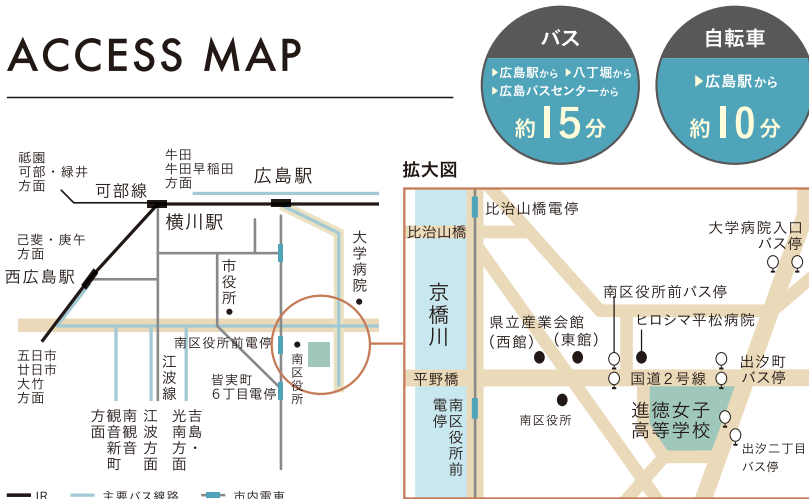 ACCESS MAP
バス
▶広島駅から ▶八丁堀から
▶広島バスセンターから
約15分
自転車
▶広島駅から
約10分
祇園
可部・緑井
方面
牛田
牛田早稲田
方面
可部線
広島駅
横川駅
己斐・庚午
方面
西広島駅
市役所
大学病院
五日市
廿日市
大竹
方面
南区役所前電停
南区役所
江波線
皆実町
6丁目電停
観音新町方面
南観音
江波方面
光南方面
吉島・
JR
主要バス線路
市内電車
拡大図
比治山橋電停
比治山橋
大学病院入口
バス停
京橋川
南区役所前バス停
県立産業会館
(西館)
(東館)
ヒロシマ平松病院
出汐町
バス停
平野橋
国道2号線
南区役所前電停
南区役所
進徳女子
高等学校
出汐二丁目
バス停